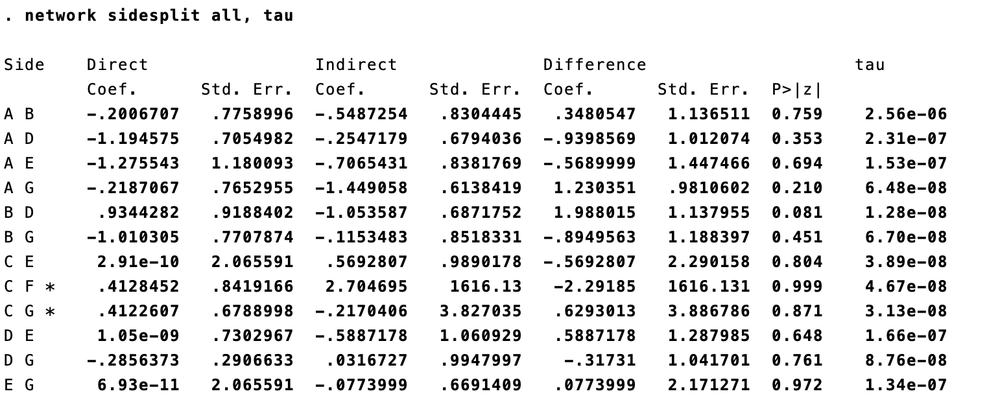 . network sidesplit all, tau
Side Direct Indirect Difference tau
Coef. Std. Err. Coef. Std. Err. Coef. Std. Err. P>|z|
A B -.2006707 .7758996 -.5487254 .8304445 .3480547 1.136511 0.759 2.56e-06
A D -1.194575 .7054982 -.2547179 .6794036 -.9398569 1.012074 0.353 2.31e-07
A E -1.275543 1.180093 -.7065431 .8381769 -.5689999 1.447466 0.694 1.53e-07
A G -.2187067 .7652955 -1.449058 .6138419 1.230351 .9810602 0.210 6.48e-08
B D .9344282 .9188402 -1.053587 .6871752 1.988015 1.137955 0.081 1.28e-08
B G -1.010305 .7707874 -.1153483 .8518331 -.8949563 1.188397 0.451 6.70e-08
C E 2.91e-10 2.065591 .5692807 .9890178 -.5692807 2.290158 0.804 3.89e-08
C F * .4128452 .8419166 2.704695 1616.13 -2.29185 1616.131 0.999 4.67e-08
C G * .4122607 .6788998 -.2170406 3.827035 .6293013 3.886786 0.871 3.13e-08
D E 1.05e-09 .7302967 -.5887178 1.060929 .5887178 1.287985 0.648 1.66e-07
D G -.2856373 .2906633 .0316727 .9947997 -.31731 1.041701 0.761 8.76e-08
E G 6.93e-11 2.065591 -.0773999 .6691409 .0773999 2.171271 0.972 1.34e-07